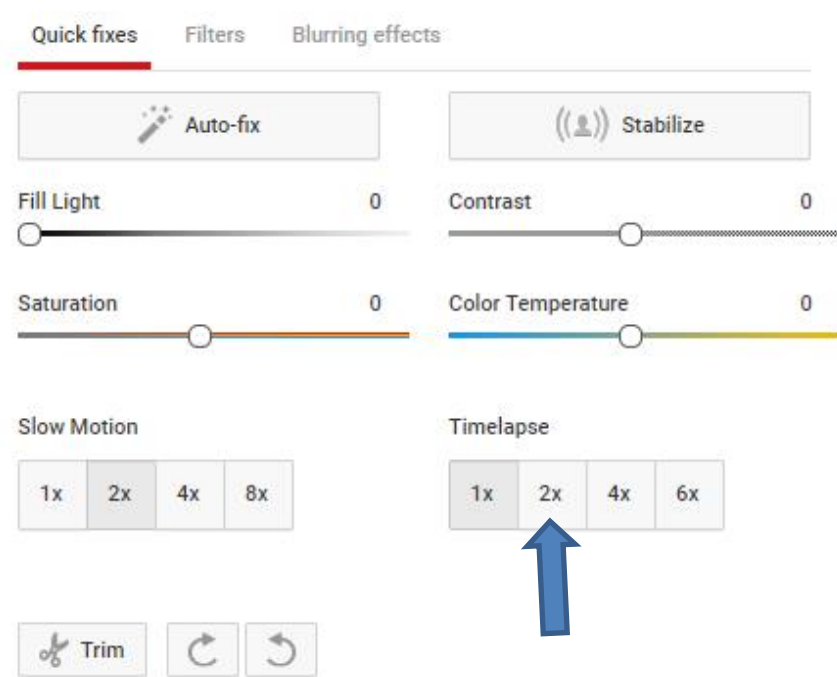 Quick fixes Filters Blurring effects
Auto-fix Stabilize
Fill Light 0 Contrast 0
Saturation 0 Color Temperature 0
Slow Motion Timelapse
1x 2x 4x 8x 1x 2x 4x 6x
Trim